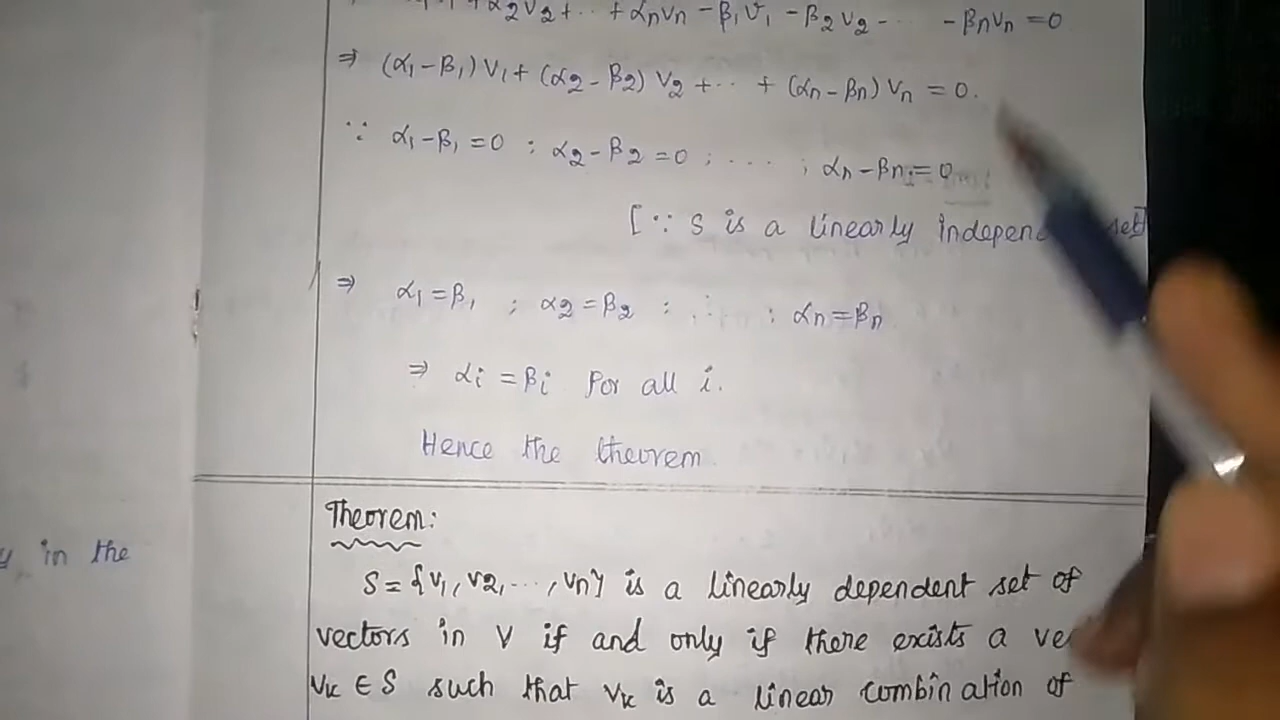 + α2v2 + ·· + αnvn - β1v1 - β2v2 - ··· - βnvn = 0
⇒ (α1 - β1) v1 + (α2 - β2) v2 + ··· + (αn - βn) vn = 0.
∵ α1 - β1 = 0 ; α2 - β2 = 0 ; ···· ; αn - βn = 0
[∵ S is a linearly independ set]
⇒ α1 = β1 ; α2 = β2 ; ··· ; αn = βn
⇒ αi = βi for all i.
Hence the theorem.
in the
Theorem:
S = {v1, v2, ···, vn} is a linearly dependent set of
vectors in V if and only if there exists a ve
vk ∈ S such that vk is a linear combination of